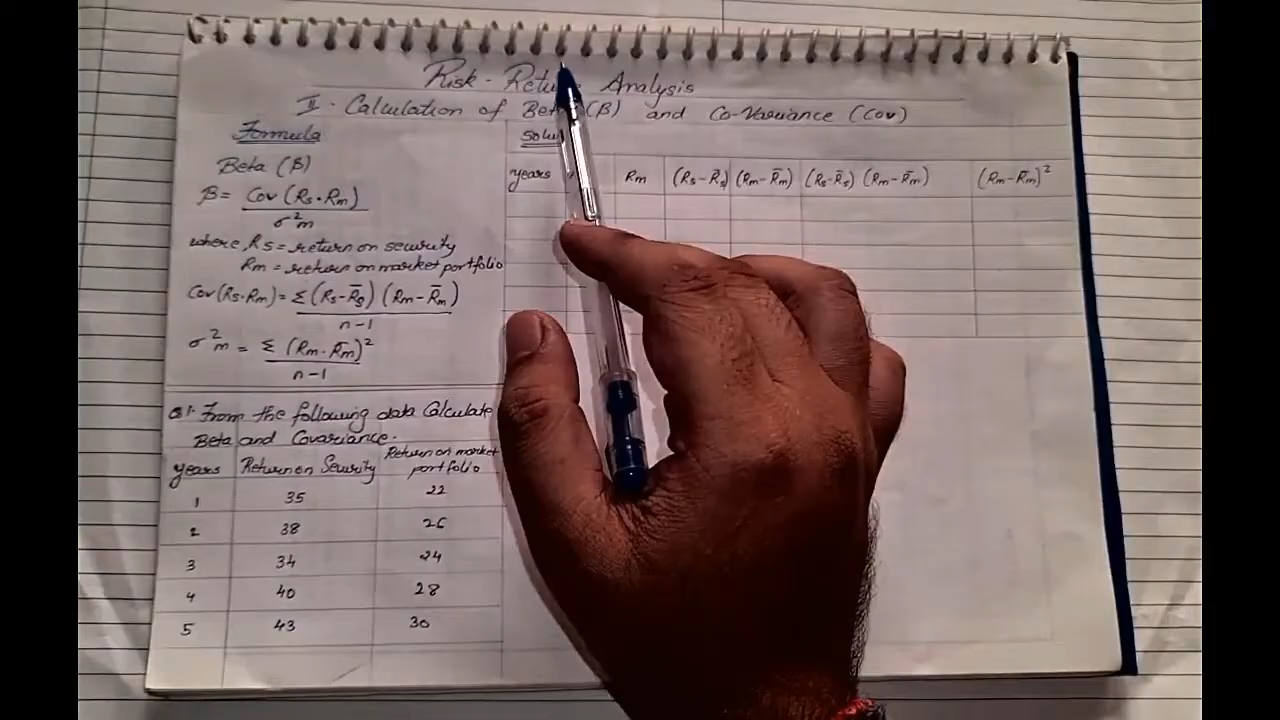 Risk - Return Analysis
II. Calculation of Beta (β) and Co-Variance (Cov)
Formula
Beta (β)
β = Cov (Rs·Rm)
σ²m
where, Rs = return on security
Rm = return on market portfolio
Cov (Rs·Rm) = Σ (Rs - R̄s) (Rm - R̄m)
n-1
σ²m = Σ (Rm - R̄m)²
n-1
Q1. From the following data Calculate
Beta and Covariance.
years Return on Security Return on market portfolio
1 35 22
2 38 26
3 34 24
4 40 28
5 43 30
years Rm (Rs - R̄s) (Rm - R̄m) (Rs - R̄s) (Rm - R̄m) (Rm - R̄m)²